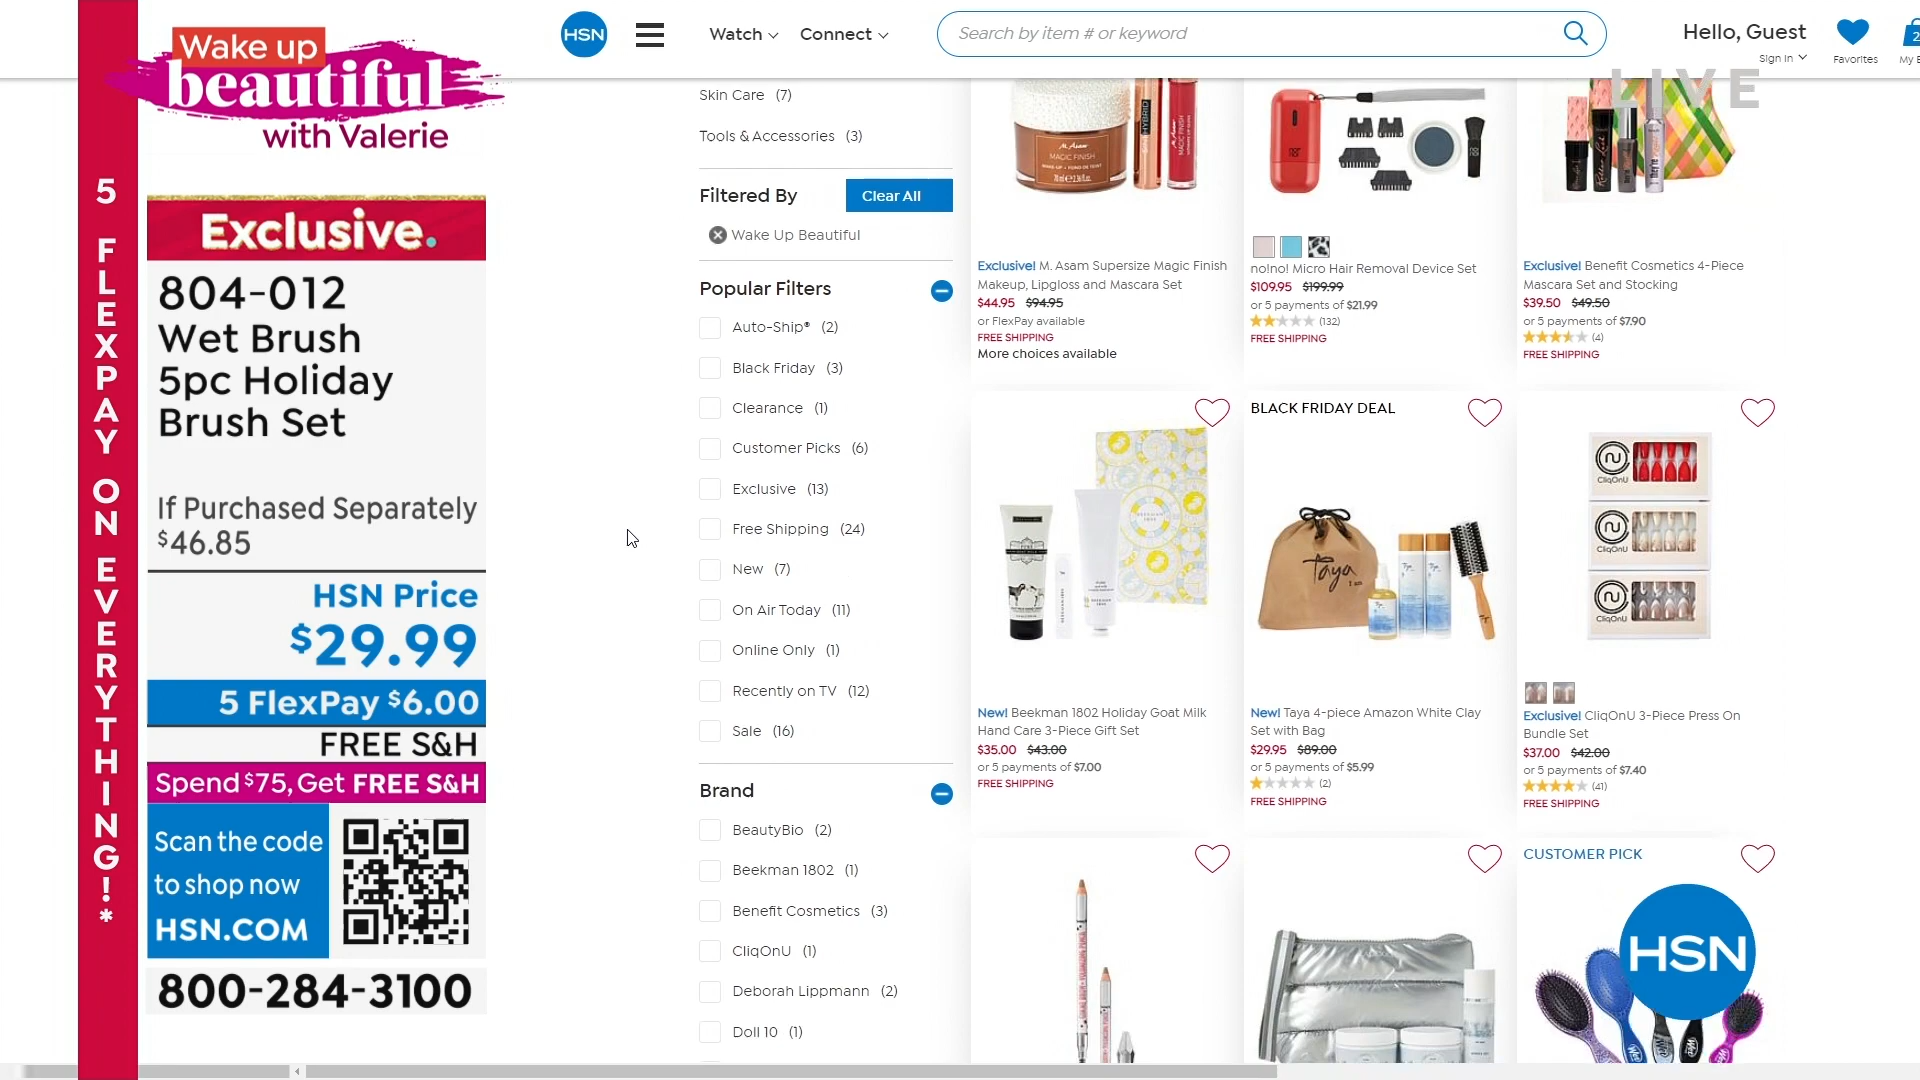 Wake up
beautiful
with Valerie
5 FLEXPAY ON EVERYTHING!*
Exclusive.
804-012
Wet Brush
5pc Holiday
Brush Set
If Purchased Separately
$46.85
HSN Price
$29.99
5 FlexPay $6.00
FREE S&H
Spend $75, Get FREE S&H
Scan the code
to shop now
HSN.COM
800-284-3100
HSN
Watch
Connect
Search by item # or keyword
Hello, Guest
Sign In
Favorites
2
My B
LIVE
Skin Care (7)
Tools & Accessories (3)
Filtered By
Clear All
Wake Up Beautiful
Popular Filters
Auto-Ship® (2)
Black Friday (3)
Clearance (1)
Customer Picks (6)
Exclusive (13)
Free Shipping (24)
New (7)
On Air Today (11)
Online Only (1)
Recently on TV (12)
Sale (16)
Brand
BeautyBio (2)
Beekman 1802 (1)
Benefit Cosmetics (3)
CliqOnU (1)
Deborah Lippmann (2)
Doll 10 (1)
M. Asam
MAGIC FINISH
Exclusive! M. Asam Supersize Magic Finish
Makeup, Lipgloss and Mascara Set
$44.95 $94.95
or FlexPay available
FREE SHIPPING
More choices available
no!no! Micro Hair Removal Device Set
$109.95 $199.99
or 5 payments of $21.99
(132)
FREE SHIPPING
Exclusive! Benefit Cosmetics 4-Piece
Mascara Set and Stocking
$39.50 $49.50
or 5 payments of $7.90
(4)
FREE SHIPPING
New! Beekman 1802 Holiday Goat Milk
Hand Care 3-Piece Gift Set
$35.00 $43.00
or 5 payments of $7.00
FREE SHIPPING
BLACK FRIDAY DEAL
Taya
New! Taya 4-piece Amazon White Clay
Set with Bag
$29.95 $89.00
or 5 payments of $5.99
(2)
FREE SHIPPING
CliqOnU
CliqOnU
CliqOnU
Exclusive! CliqOnU 3-Piece Press On
Bundle Set
$37.00 $42.00
or 5 payments of $7.40
(41)
FREE SHIPPING
CUSTOMER PICK
HSN